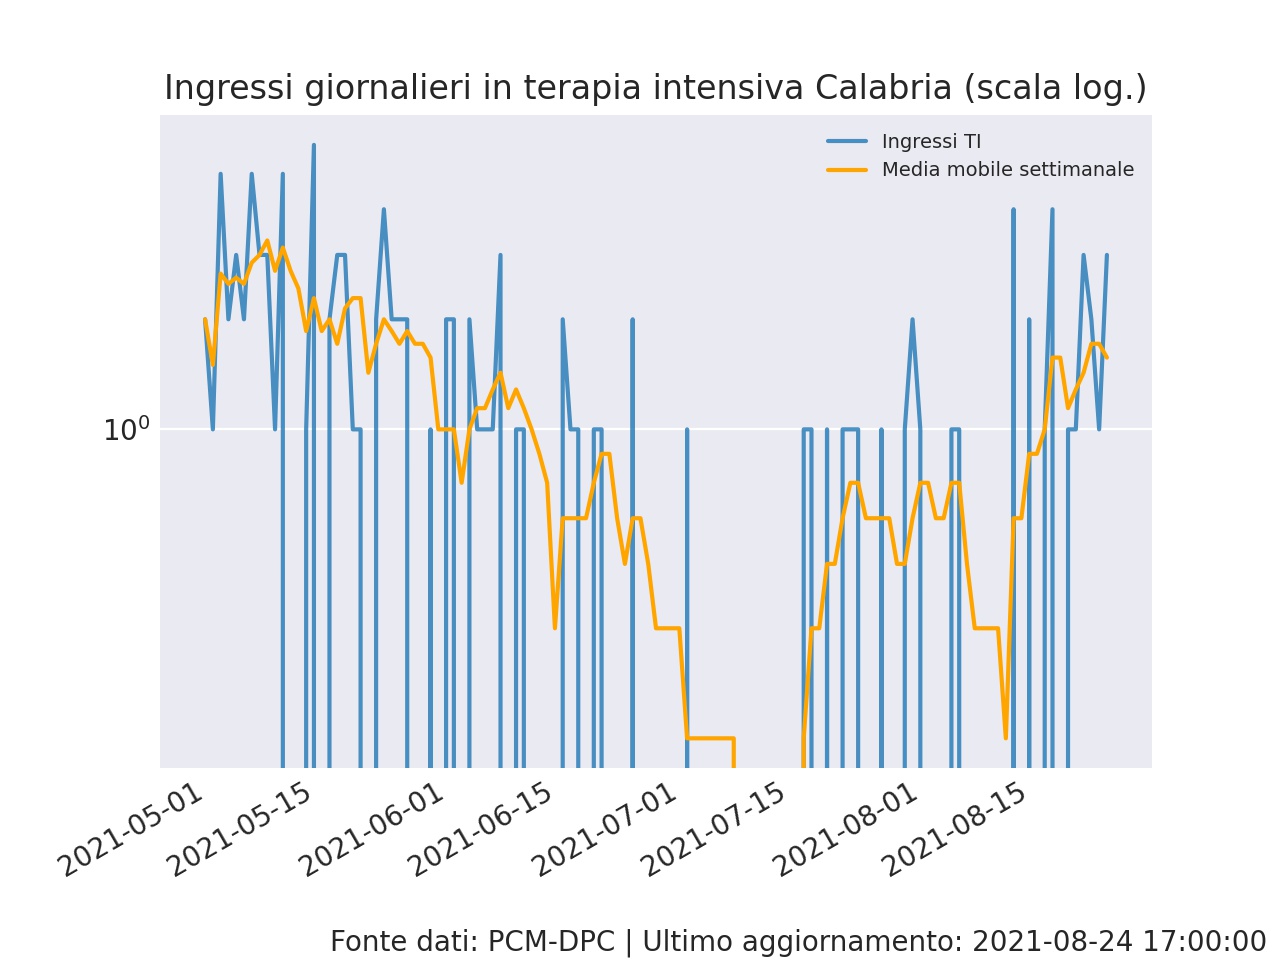 Ingressi giornalieri in terapia intensiva Calabria (scala log.)
Ingressi TI
Media mobile settimanale
10⁰
2021-05-01
2021-05-15
2021-06-01
2021-06-15
2021-07-01
2021-07-15
2021-08-01
2021-08-15
Fonte dati: PCM-DPC | Ultimo aggiornamento: 2021-08-24 17:00:00